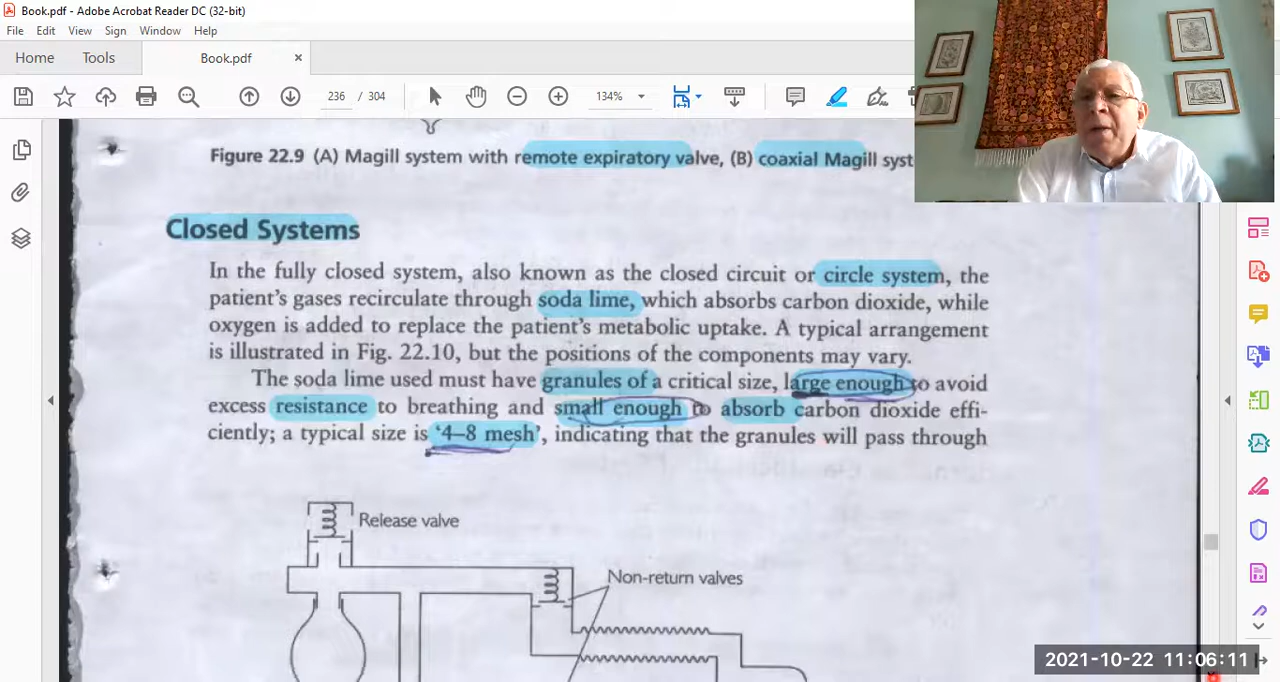 Book.pdf - Adobe Acrobat Reader DC (32-bit)
File Edit View Sign Window Help
Home Tools Book.pdf ×
236 / 304 134%
Figure 22.9 (A) Magill system with remote expiratory valve, (B) coaxial Magill syst
Closed Systems
In the fully closed system, also known as the closed circuit or circle system, the
patient's gases recirculate through soda lime, which absorbs carbon dioxide, while
oxygen is added to replace the patient's metabolic uptake. A typical arrangement
is illustrated in Fig. 22.10, but the positions of the components may vary.
The soda lime used must have granules of a critical size, large enough to avoid
excess resistance to breathing and small enough to absorb carbon dioxide effi-
ciently; a typical size is '4–8 mesh', indicating that the granules will pass through
Release valve
Non-return valves
2021-10-22 11:06:11